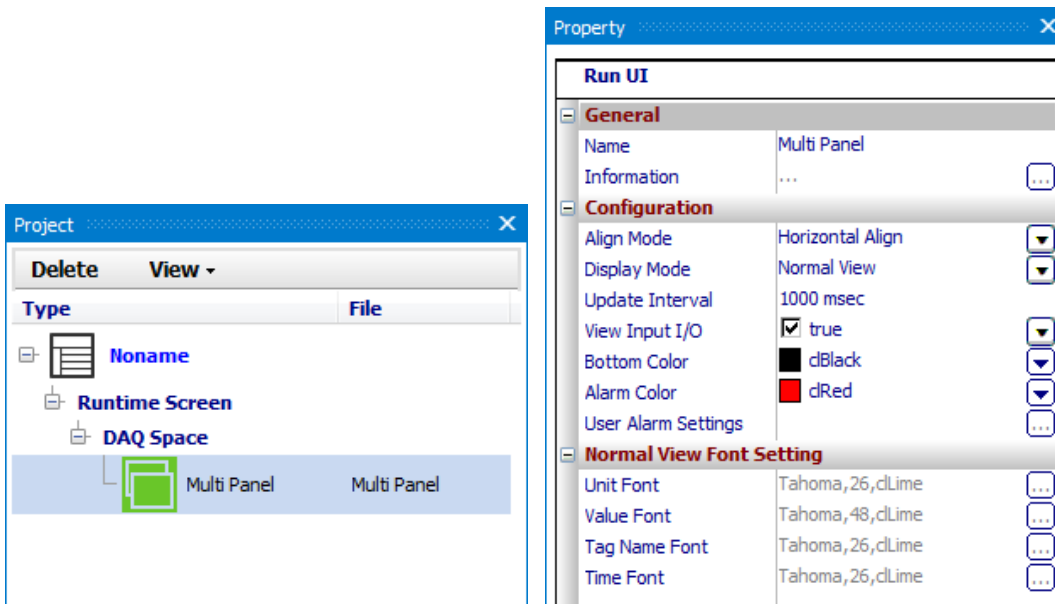 Project
Delete View
Type File
Noname
Runtime Screen
DAQ Space
Multi Panel Multi Panel
Property
Run UI
General
Name Multi Panel
Information ...
Configuration
Align Mode Horizontal Align
Display Mode Normal View
Update Interval 1000 msec
View Input I/O true
Bottom Color clBlack
Alarm Color clRed
User Alarm Settings
Normal View Font Setting
Unit Font Tahoma,26,clLime
Value Font Tahoma,48,clLime
Tag Name Font Tahoma,26,clLime
Time Font Tahoma,26,clLime